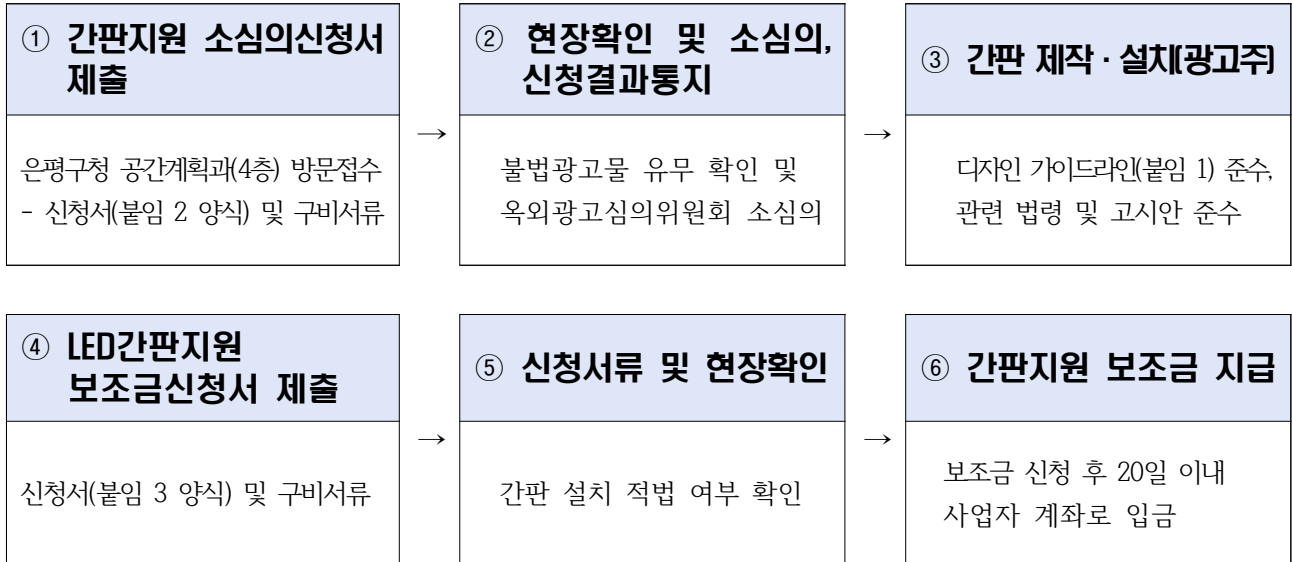 ① 간판지원 소심의신청서
제출
은평구청 공간계획과(4층) 방문접수
- 신청서(붙임 2 양식) 및 구비서류
→
② 현장확인 및 소심의,
신청결과통지
불법광고물 유무 확인 및
옥외광고심의위원회 소심의
→
③ 간판 제작·설치(광고주)
디자인 가이드라인(붙임 1) 준수,
관련 법령 및 고시안 준수
④ LED간판지원
보조금신청서 제출
신청서(붙임 3 양식) 및 구비서류
→
⑤ 신청서류 및 현장확인
간판 설치 적법 여부 확인
→
⑥ 간판지원 보조금 지급
보조금 신청 후 20일 이내
사업자 계좌로 입금